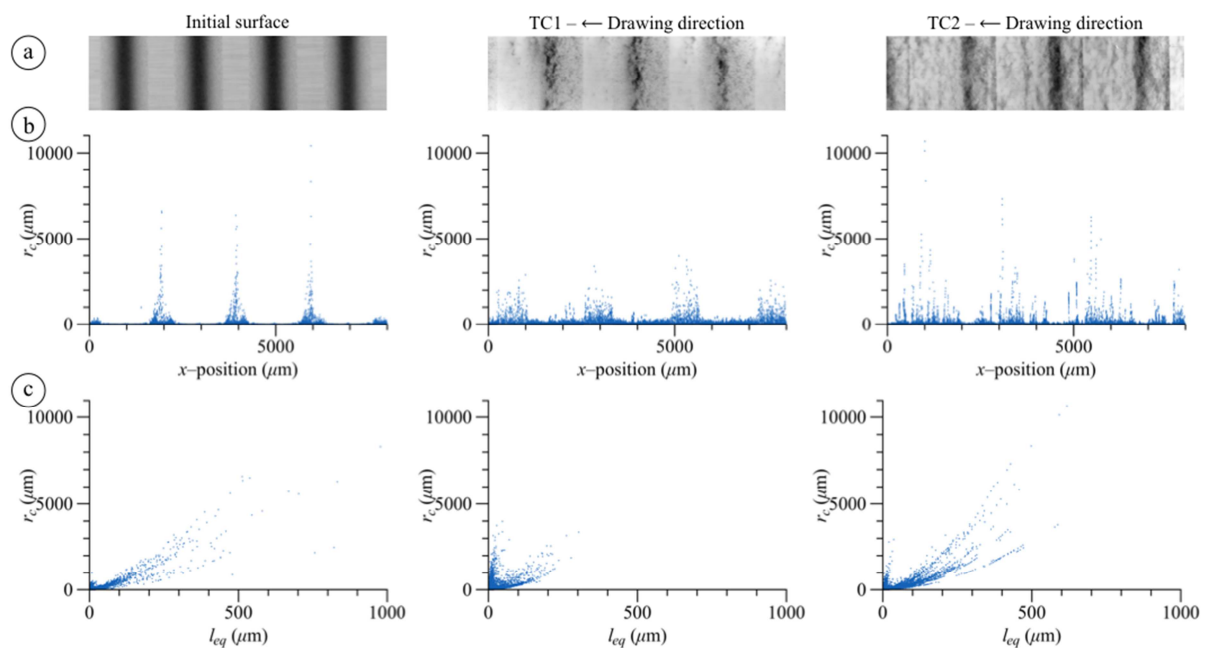 Initial surface
TC1 – ← Drawing direction
TC2 – ← Drawing direction
a
b
10000
5000
0
r_c (μm)
0
5000
x–position (μm)
10000
5000
0
r_c (μm)
0
5000
x–position (μm)
10000
5000
0
r_c (μm)
0
5000
x–position (μm)
c
10000
5000
0
r_c (μm)
0
500
1000
l_eq (μm)
10000
5000
0
r_c (μm)
0
500
1000
l_eq (μm)
10000
5000
0
r_c (μm)
0
500
1000
l_eq (μm)